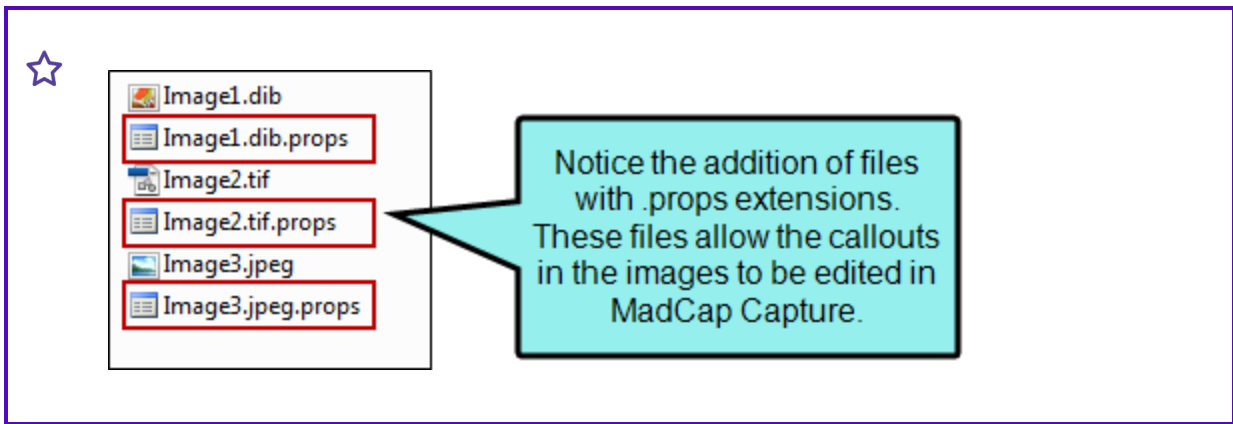 Image1.dib
Image1.dib.props
Image2.tif
Image2.tif.props
Image3.jpeg
Image3.jpeg.props
Notice the addition of files
with .props extensions.
These files allow the callouts
in the images to be edited in
MadCap Capture.